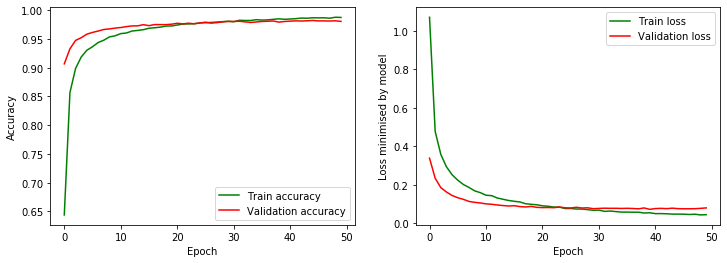 1.00
0.95
0.90
0.85
0.80
0.75
0.70
0.65
Accuracy
0 10 20 30 40 50
Epoch
Train accuracy
Validation accuracy
1.0
0.8
0.6
0.4
0.2
0.0
Loss minimised by model
0 10 20 30 40 50
Epoch
Train loss
Validation loss